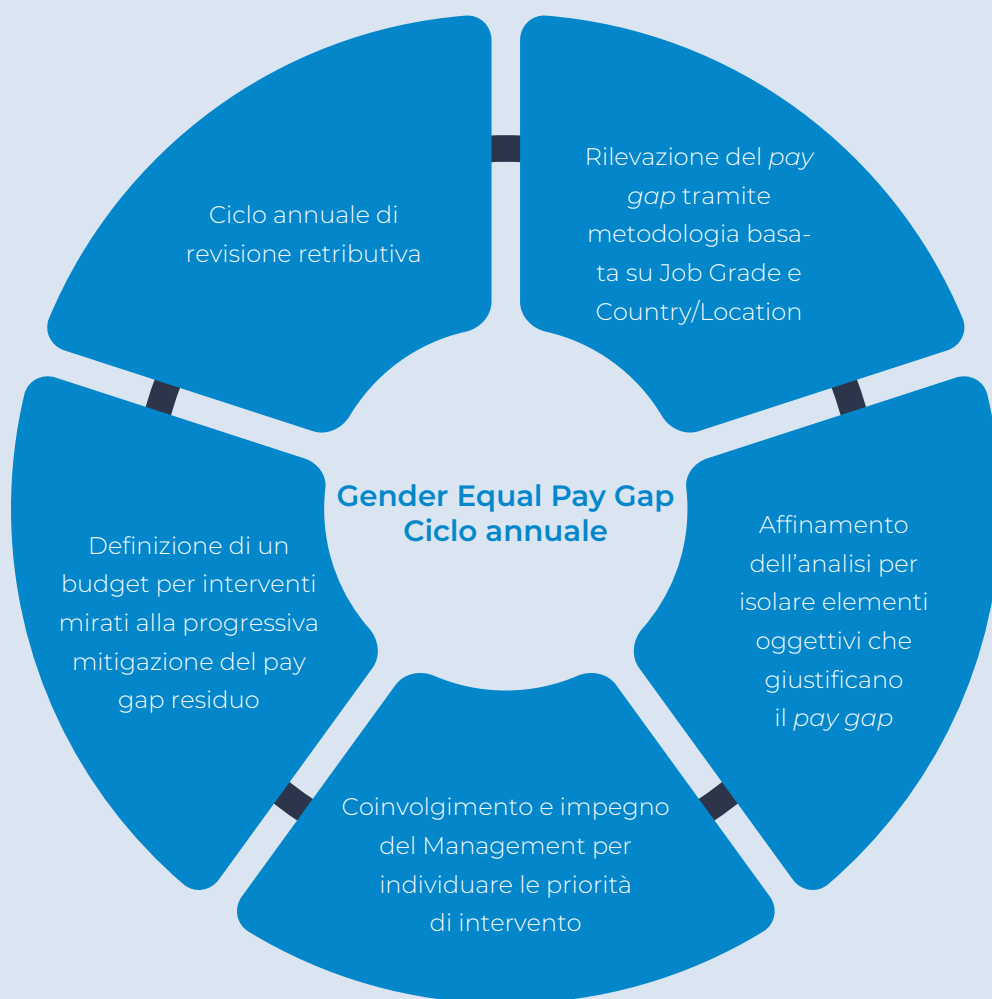 Ciclo annuale di
revisione retributiva
Rilevazione del pay
gap tramite
metodologia basa-
ta su Job Grade e
Country/Location
Gender Equal Pay Gap
Ciclo annuale
Affinamento
dell’analisi per
isolare elementi
oggettivi che
giustificano
il pay gap
Coinvolgimento e impegno
del Management per
individuare le priorità
di intervento
Definizione di un
budget per interventi
mirati alla progressiva
mitigazione del pay
gap residuo